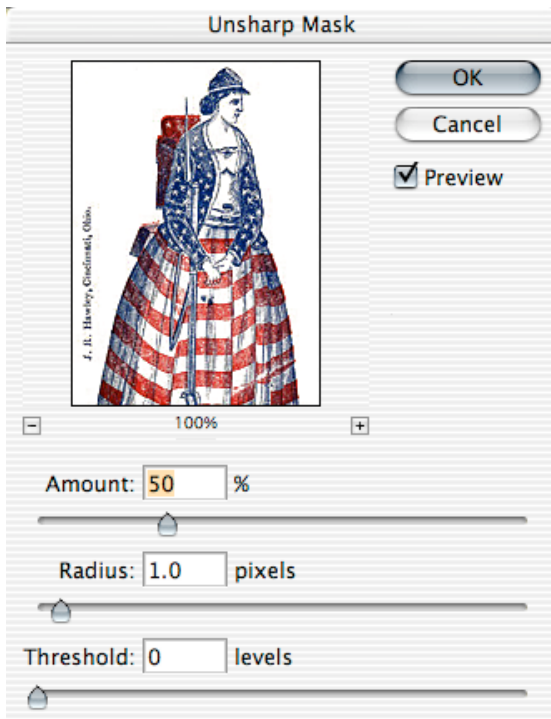 Unsharp Mask
OK
Cancel
Preview
J. R. Hawley, Cincinnati, Ohio.
100%
Amount: 50 %
Radius: 1.0 pixels
Threshold: 0 levels